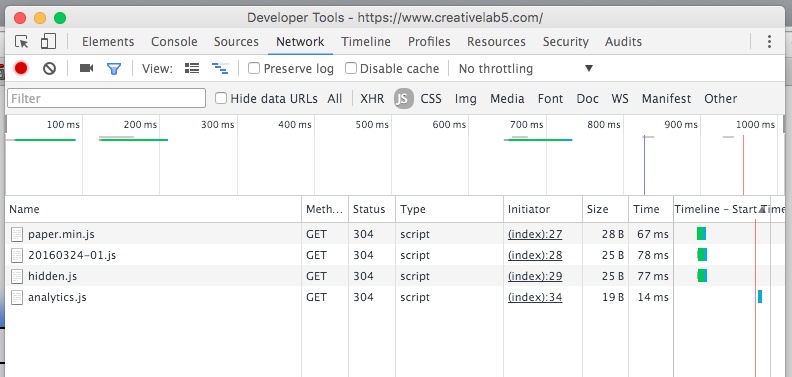 Developer Tools - https://www.creativelab5.com/
Elements Console Sources Network Timeline Profiles Resources Security Audits
View: Preserve log Disable cache No throttling
Filter Hide data URLs All XHR JS CSS Img Media Font Doc WS Manifest Other
100 ms 200 ms 300 ms 400 ms 500 ms 600 ms 700 ms 800 ms 900 ms 1000 ms
Name Meth... Status Type Initiator Size Time Timeline – Start Time
paper.min.js GET 304 script (index):27 28 B 67 ms
20160324-01.js GET 304 script (index):28 25 B 78 ms
hidden.js GET 304 script (index):29 25 B 77 ms
analytics.js GET 304 script (index):34 19 B 14 ms